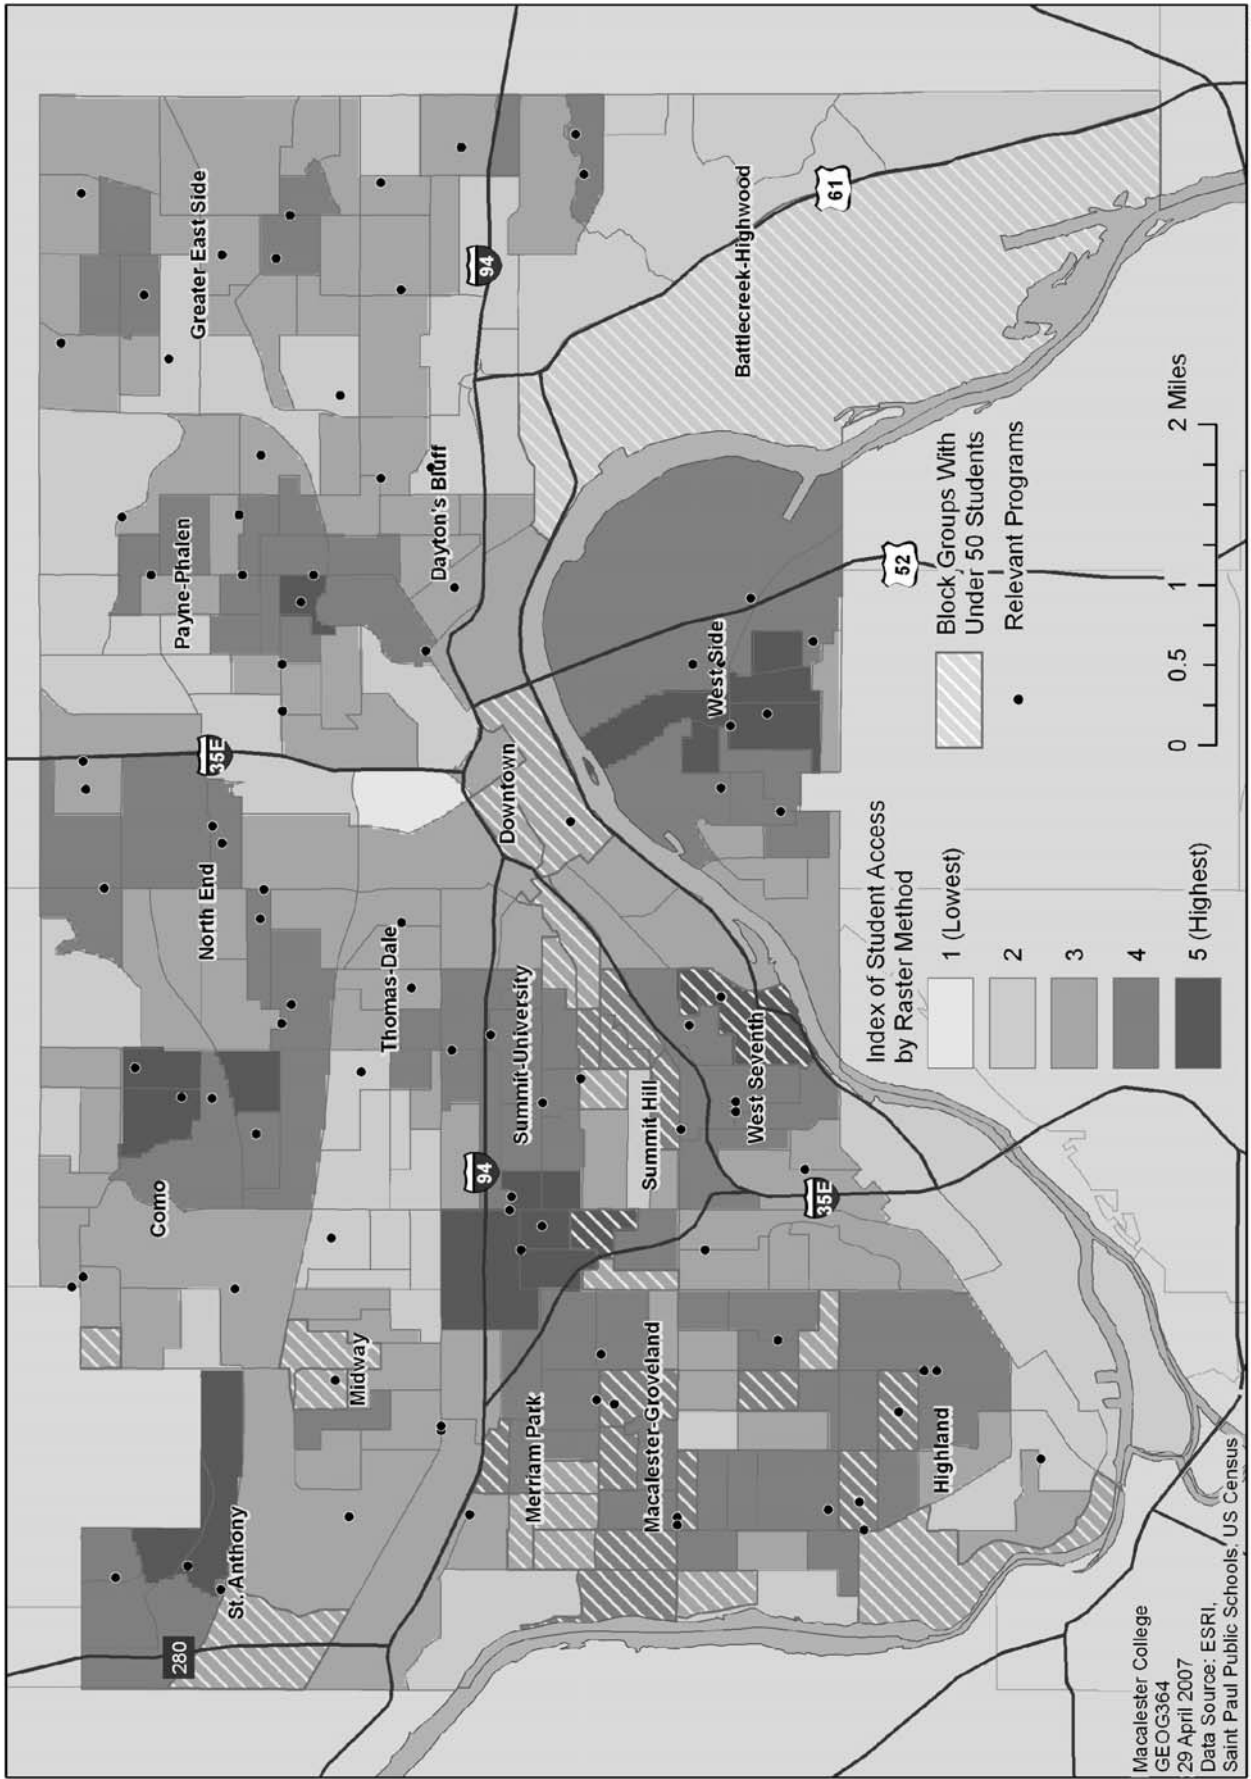 Greater East Side
Payne-Phalen
35E
North End
Como
St. Anthony
280
Midway
Thomas-Dale
Dayton's Bluff
94
Battlecreek-Highwood
61
Downtown
Summit-University
94
Summit Hill
Merriam Park
Macalester-Groveland
West Seventh
35E
West Side
52
Highland
Index of Student Access
by Raster Method
1 (Lowest)
2
3
4
5 (Highest)
Block Groups With
Under 50 Students
Relevant Programs
0 0.5 1 2 Miles
Macalester College
GEOG364
29 April 2007
Data Source: ESRI,
Saint Paul Public Schools, US Census